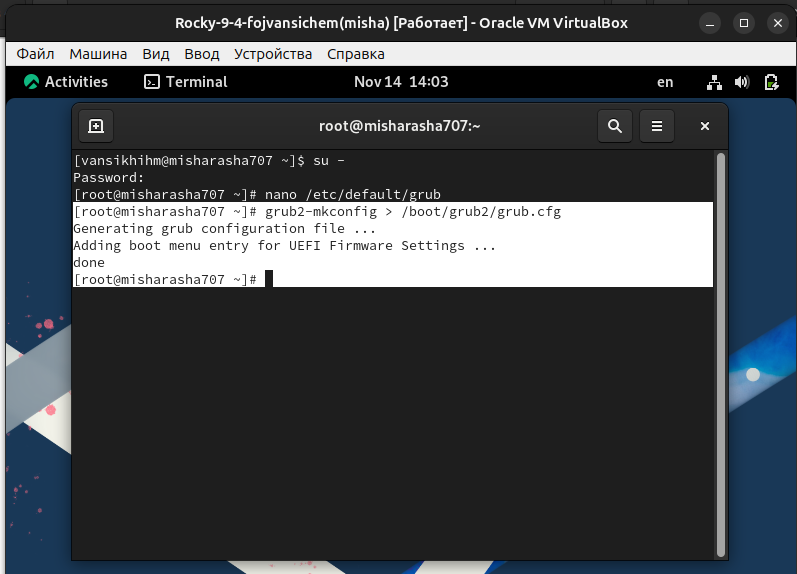 Rocky-9-4-fojvansichem(misha) [Работает] - Oracle VM VirtualBox
Файл Машина Вид Ввод Устройства Справка
Activities Terminal Nov 14 14:03 en
root@misharasha707:~
[vansikhihm@misharasha707 ~]$ su -
Password:
[root@misharasha707 ~]# nano /etc/default/grub
[root@misharasha707 ~]# grub2-mkconfig > /boot/grub2/grub.cfg
Generating grub configuration file ...
Adding boot menu entry for UEFI Firmware Settings ...
done
[root@misharasha707 ~]#